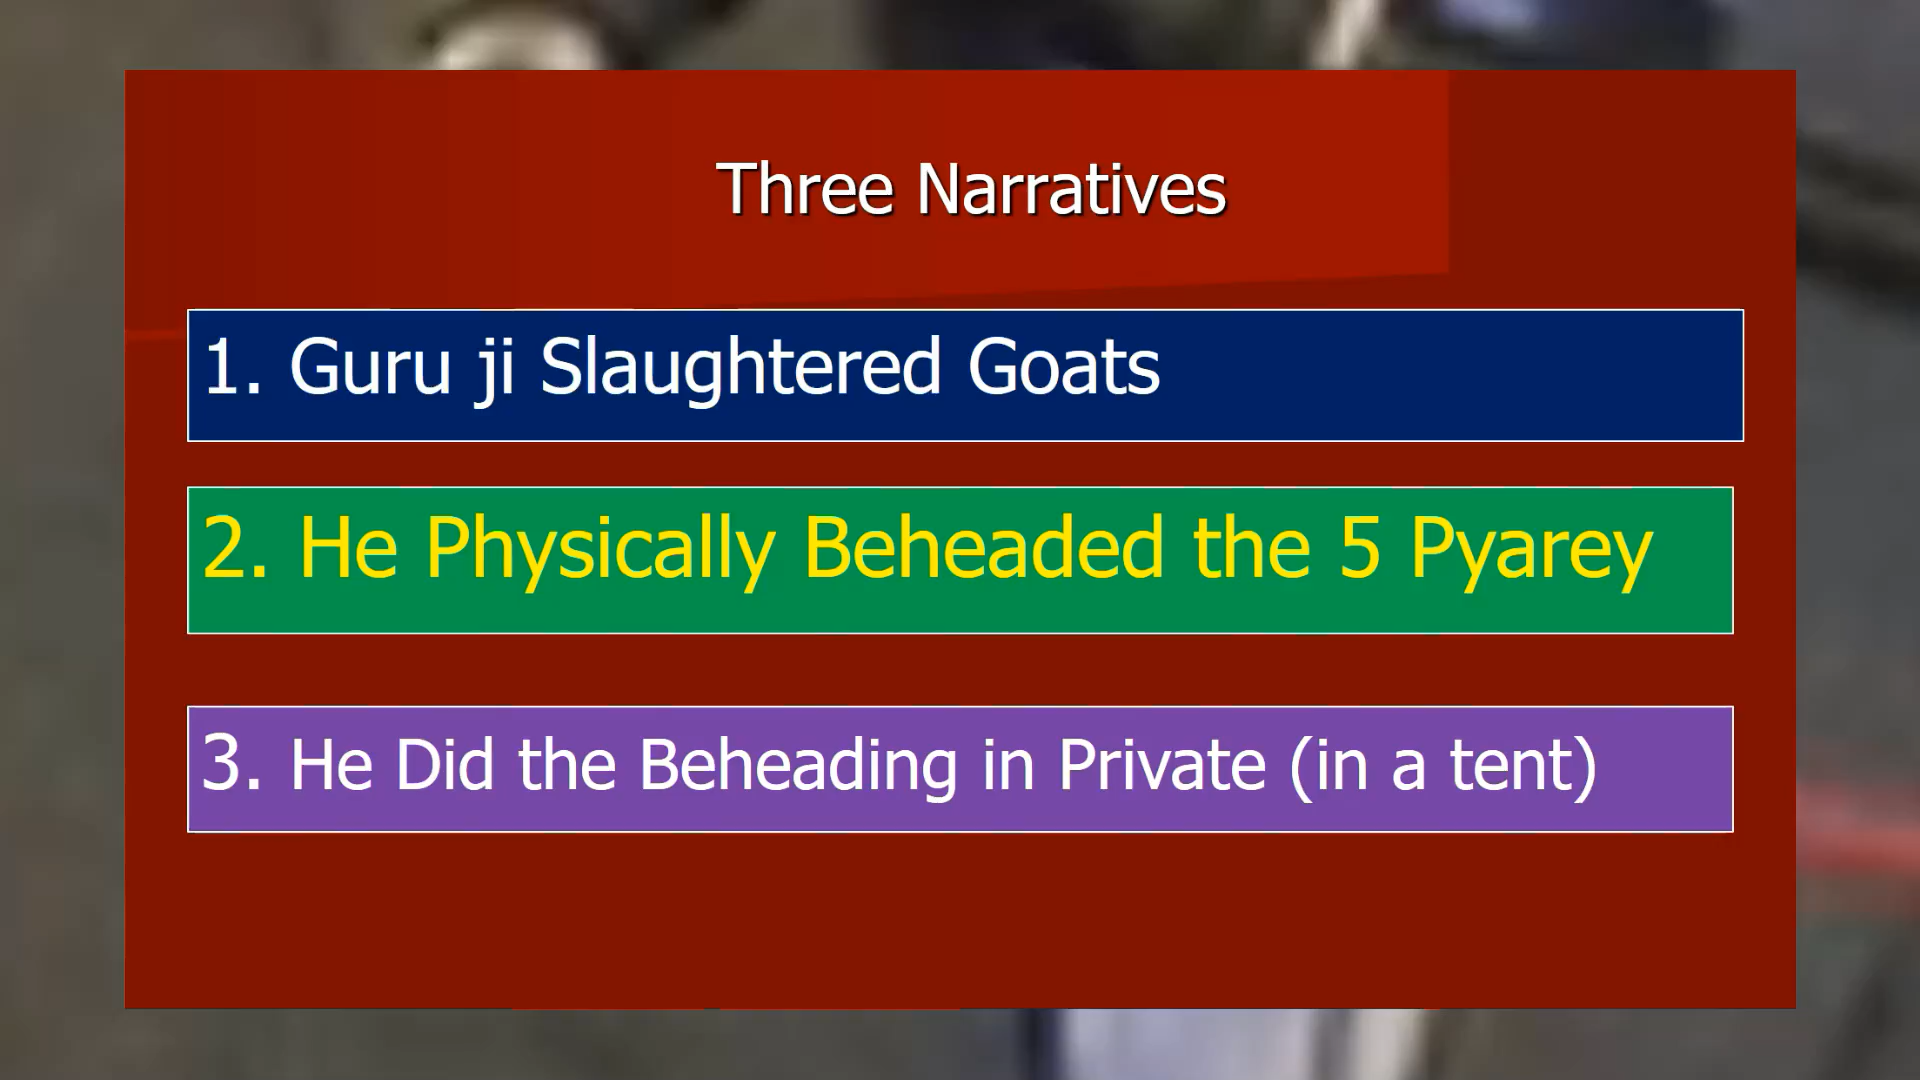 Three Narratives
1. Guru ji Slaughtered Goats
2. He Physically Beheaded the 5 Pyarey
3. He Did the Beheading in Private (in a tent)